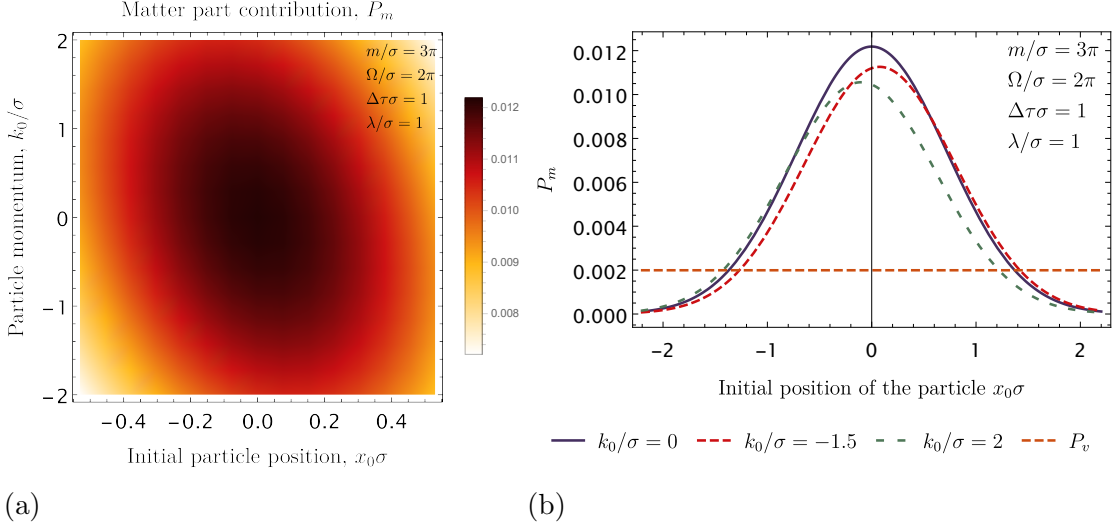 Matter part contribution, P_m
2
1
0
−1
−2
Particle momentum, k_0/σ
m/σ = 3π
Ω/σ = 2π
Δτσ = 1
λ/σ = 1
0.012
0.011
0.010
0.009
0.008
−0.4 −0.2 0.0 0.2 0.4
Initial particle position, x_0σ
(a)
0.012
0.010
0.008
0.006
0.004
0.002
0.000
P_m
m/σ = 3π
Ω/σ = 2π
Δτσ = 1
λ/σ = 1
−2 −1 0 1 2
Initial position of the particle x_0σ
k_0/σ = 0 k_0/σ = −1.5 k_0/σ = 2 P_v
(b)